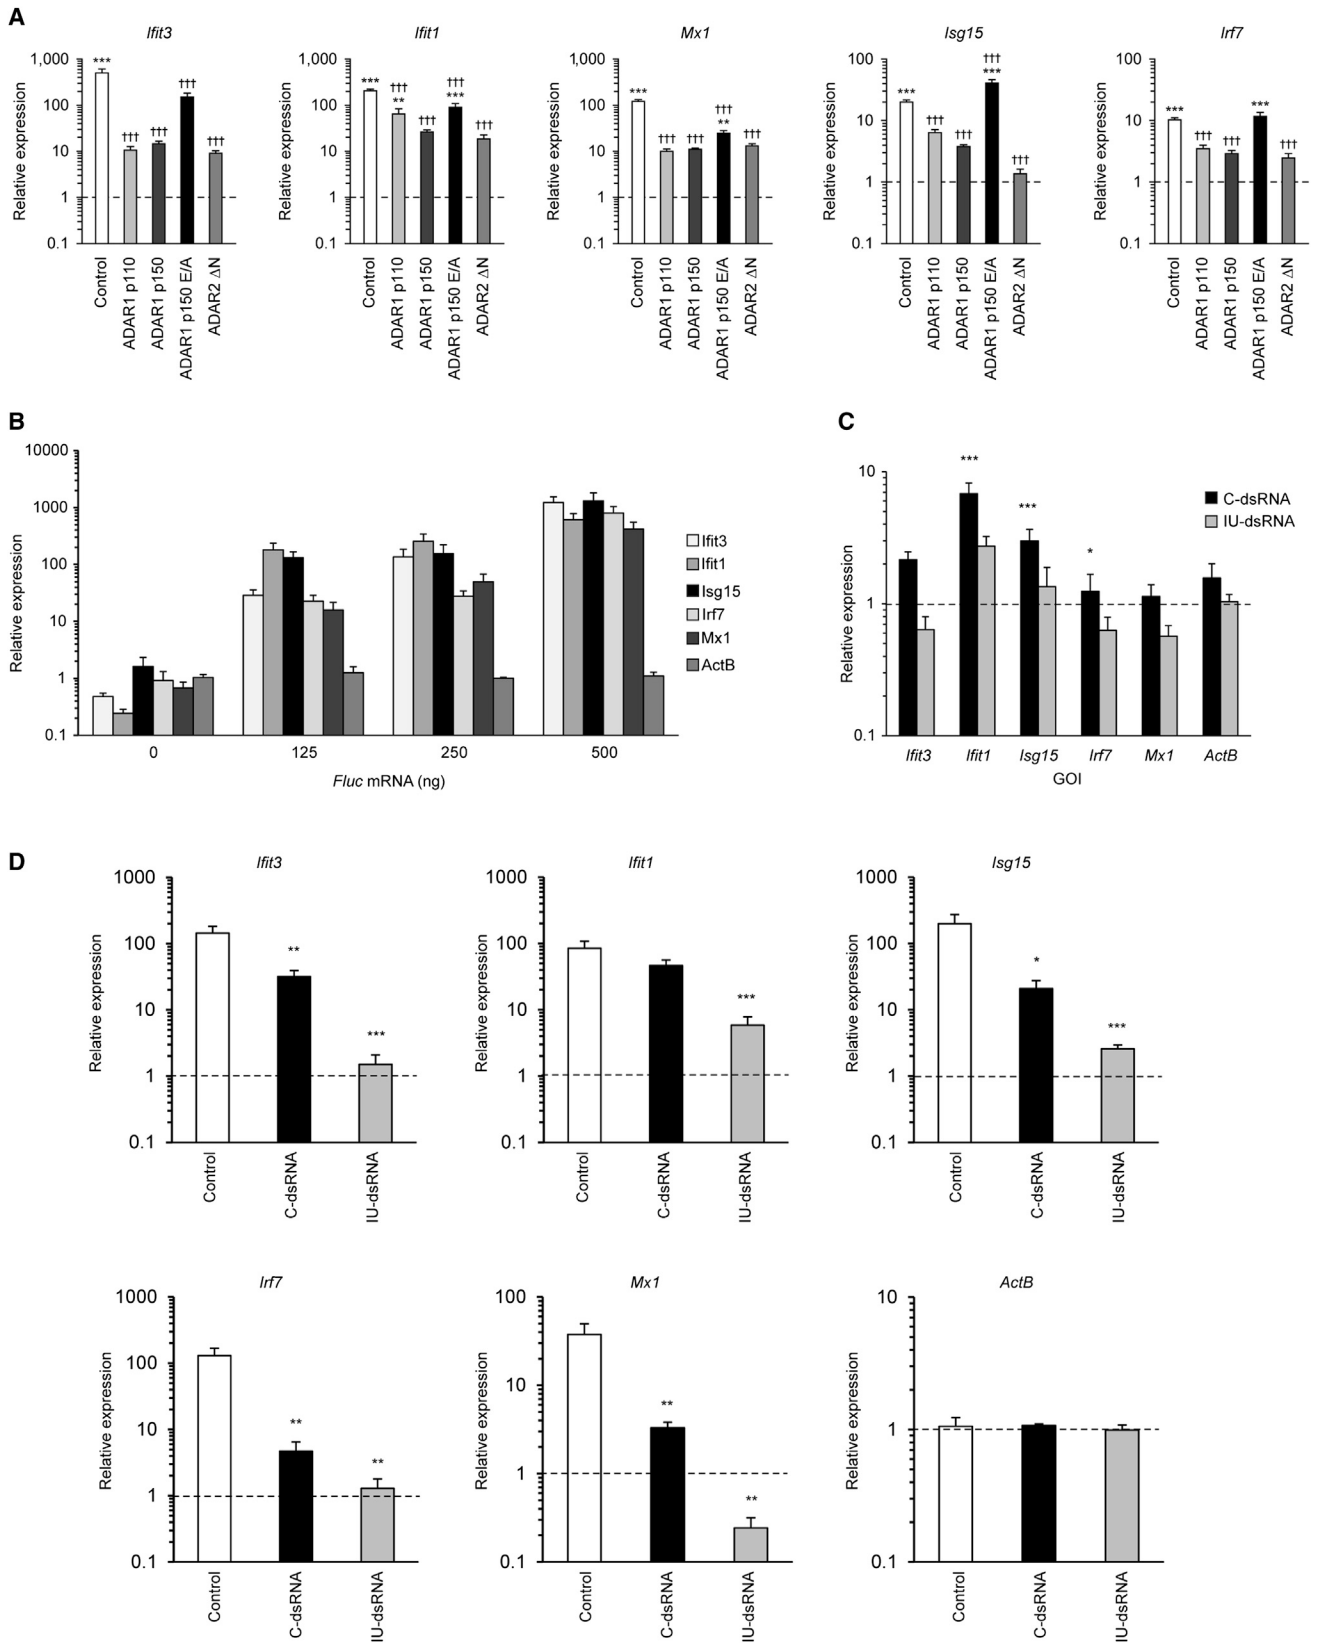 A
Ifit3
Relative expression
1,000
100
10
1
0.1
***
†††
†††
†††
†††
Control
ADAR1 p110
ADAR1 p150
ADAR1 p150 E/A
ADAR2 ΔN
Ifit1
Relative expression
1,000
100
10
1
0.1
***
†††
**
†††
†††
***
†††
Control
ADAR1 p110
ADAR1 p150
ADAR1 p150 E/A
ADAR2 ΔN
Mx1
Relative expression
1,000
100
10
1
0.1
***
†††
†††
†††
**
†††
Control
ADAR1 p110
ADAR1 p150
ADAR1 p150 E/A
ADAR2 ΔN
Isg15
Relative expression
100
10
1
0.1
***
†††
†††
†††
***
†††
Control
ADAR1 p110
ADAR1 p150
ADAR1 p150 E/A
ADAR2 ΔN
Irf7
Relative expression
100
10
1
0.1
***
†††
†††
***
†††
Control
ADAR1 p110
ADAR1 p150
ADAR1 p150 E/A
ADAR2 ΔN
B
Relative expression
10000
1000
100
10
1
0.1
0
125
250
500
Fluc mRNA (ng)
Ifit3
Ifit1
Isg15
Irf7
Mx1
ActB
C
Relative expression
10
1
0.1
***
***
*
C-dsRNA
IU-dsRNA
Ifit3
Ifit1
Isg15
Irf7
Mx1
ActB
GOI
D
Ifit3
Relative expression
1000
100
10
1
0.1
**
***
Control
C-dsRNA
IU-dsRNA
Ifit1
Relative expression
1000
100
10
1
0.1
***
Control
C-dsRNA
IU-dsRNA
Isg15
Relative expression
1000
100
10
1
0.1
*
***
Control
C-dsRNA
IU-dsRNA
Irf7
Relative expression
1000
100
10
1
0.1
**
**
Control
C-dsRNA
IU-dsRNA
Mx1
Relative expression
100
10
1
0.1
**
**
Control
C-dsRNA
IU-dsRNA
ActB
Relative expression
10
1
0.1
Control
C-dsRNA
IU-dsRNA